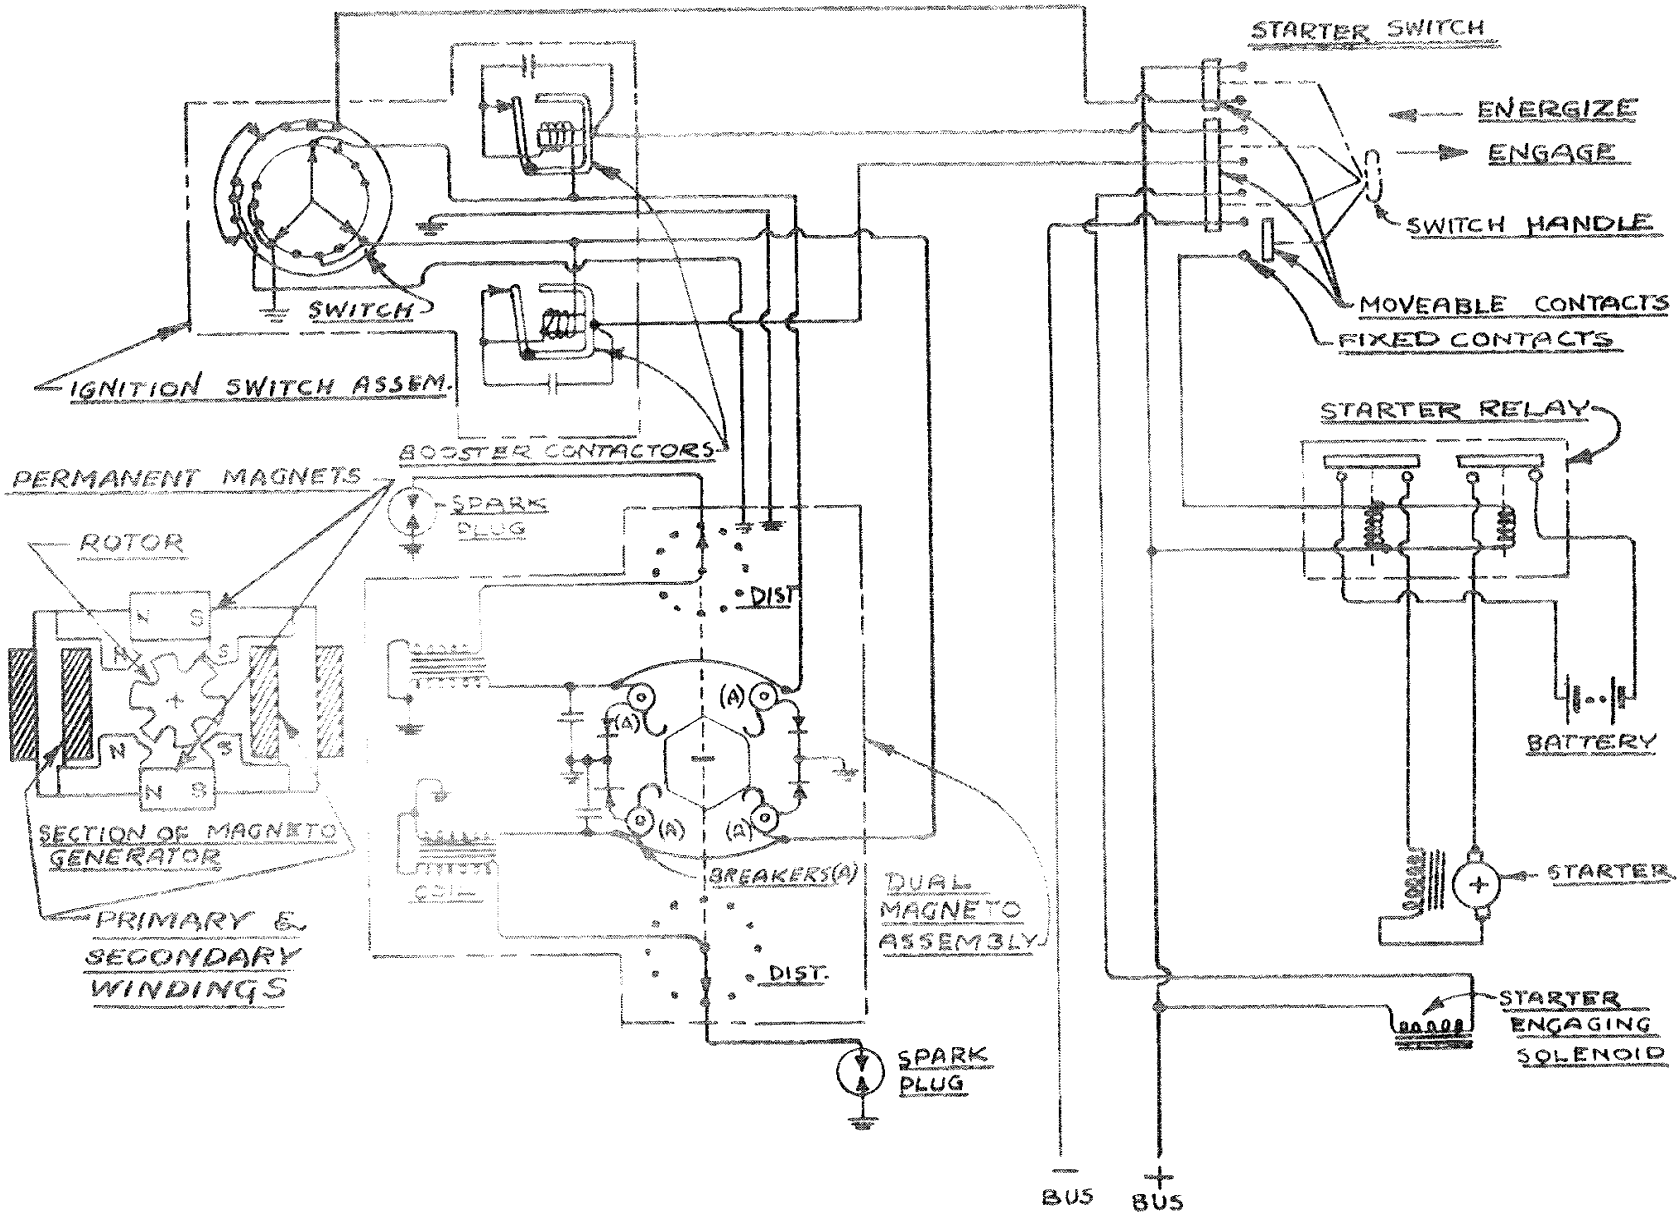 STARTER SWITCH
ENERGIZE
ENGAGE
SWITCH HANDLE
SWITCH
MOVEABLE CONTACTS
FIXED CONTACTS
IGNITION SWITCH ASSEM.
STARTER RELAY
BOOSTER CONTACTORS
PERMANENT MAGNETS
SPARK
PLUG
ROTOR
DIST.
N S
N S
(A) (A)
N S
BATTERY
N S
(A) (A)
SECTION OF MAGNETO
GENERATOR
BREAKERS (A)
COIL
STARTER
DUAL
MAGNETO
ASSEMBLY
PRIMARY &
SECONDARY
WINDINGS
DIST.
STARTER
ENGAGING
SOLENOID
SPARK
PLUG
− +
BUS BUS